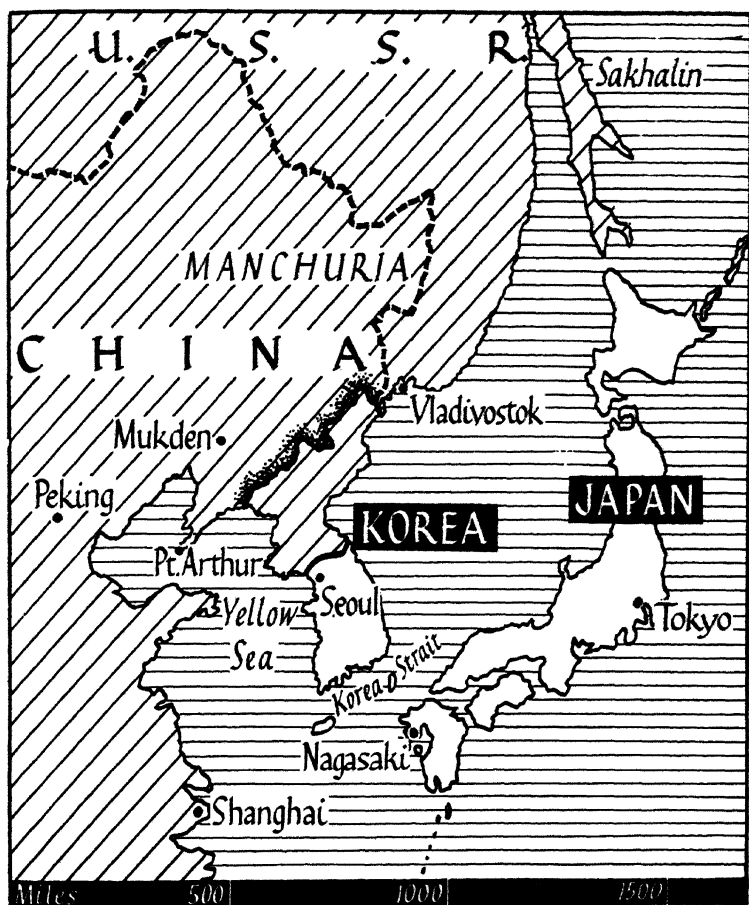 U. S. S. R.
Sakhalin
MANCHURIA
CHINA
Vladivostok
Mukden
Peking
KOREA
JAPAN
Pt. Arthur
Seoul
Yellow
Sea
Tokyo
Korea Strait
Nagasaki
Shanghai
Miles 500 1000 1500